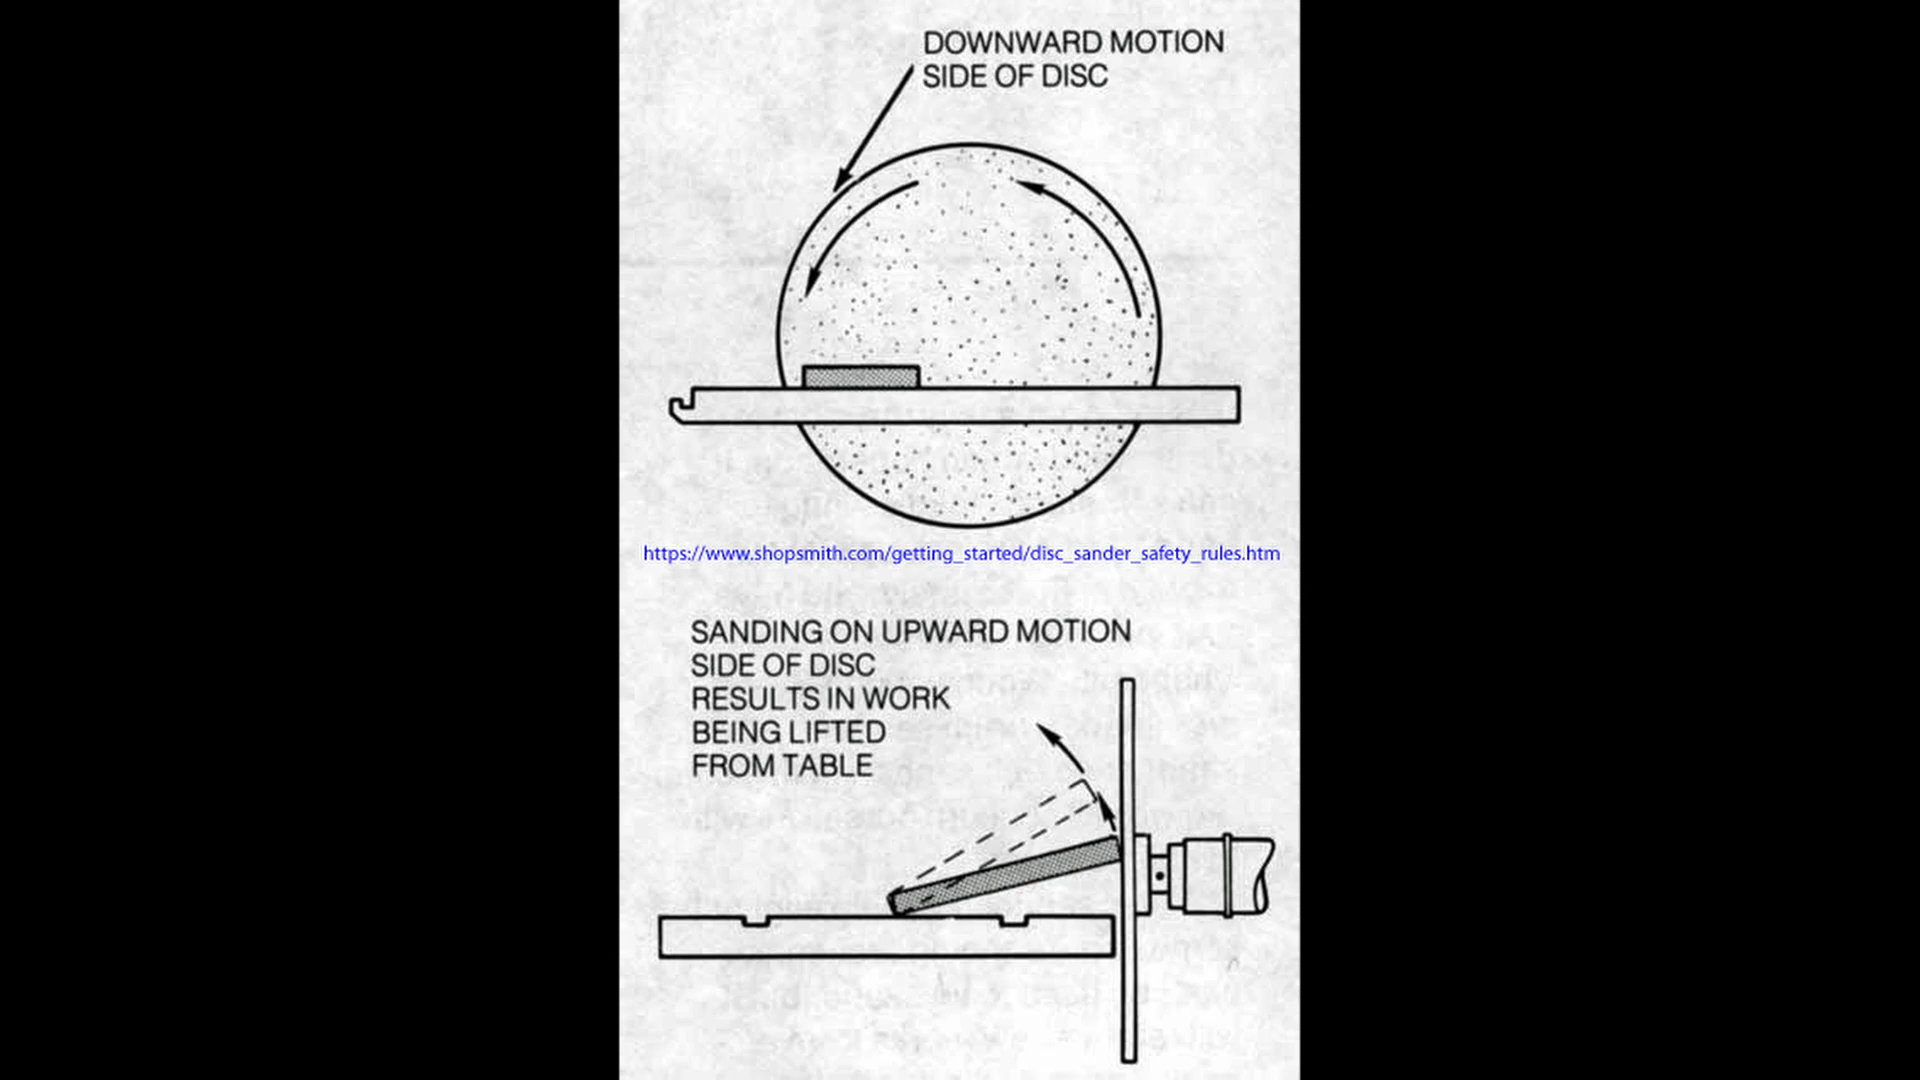 DOWNWARD MOTION
SIDE OF DISC
https://www.shopsmith.com/getting_started/disc_sander_safety_rules.htm
SANDING ON UPWARD MOTION
SIDE OF DISC
RESULTS IN WORK
BEING LIFTED
FROM TABLE